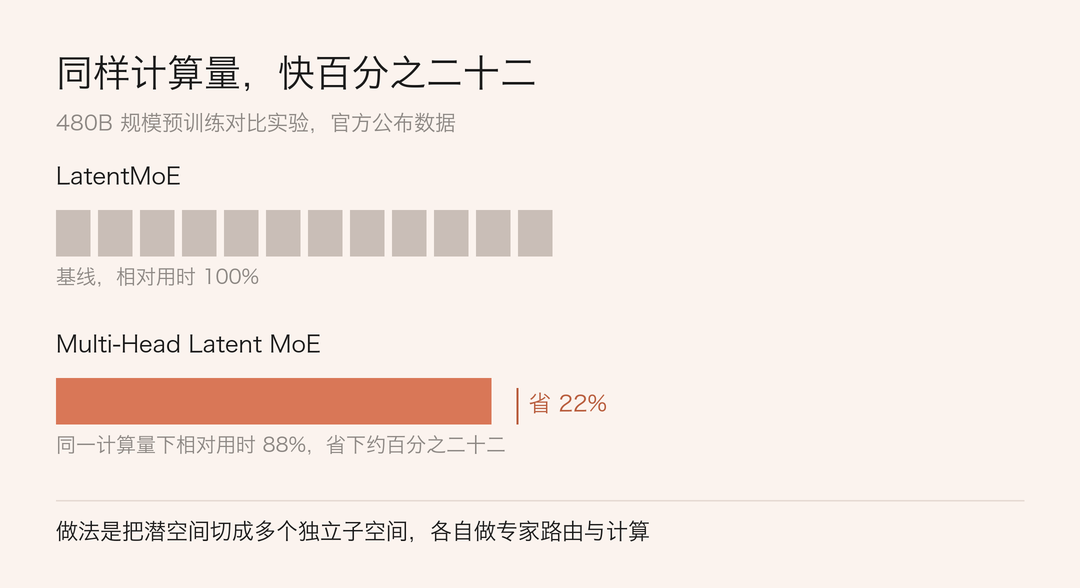 同样计算量，快百分之二十二
480B 规模预训练对比实验，官方公布数据
LatentMoE
基线，相对用时 100%
Multi-Head Latent MoE
省 22%
同一计算量下相对用时 88%，省下约百分之二十二
做法是把潜空间切成多个独立子空间，各自做专家路由与计算